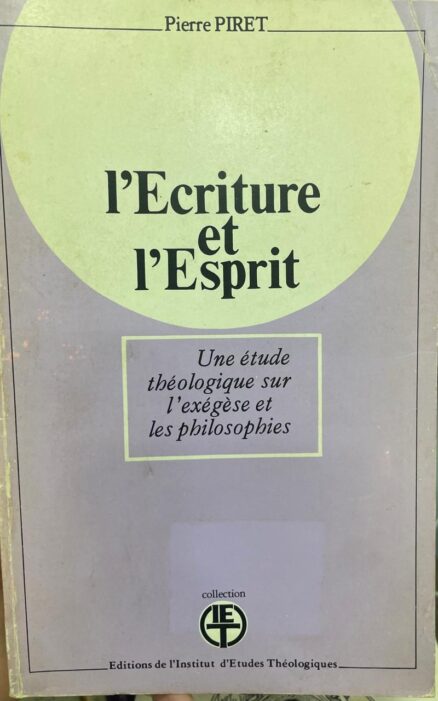 Pierre PIRET
l'Ecriture
et
l'Esprit
Une étude
théologique sur
l'exégèse et
les philosophies
collection
IET
Editions de l'Institut d'Etudes Théologiques